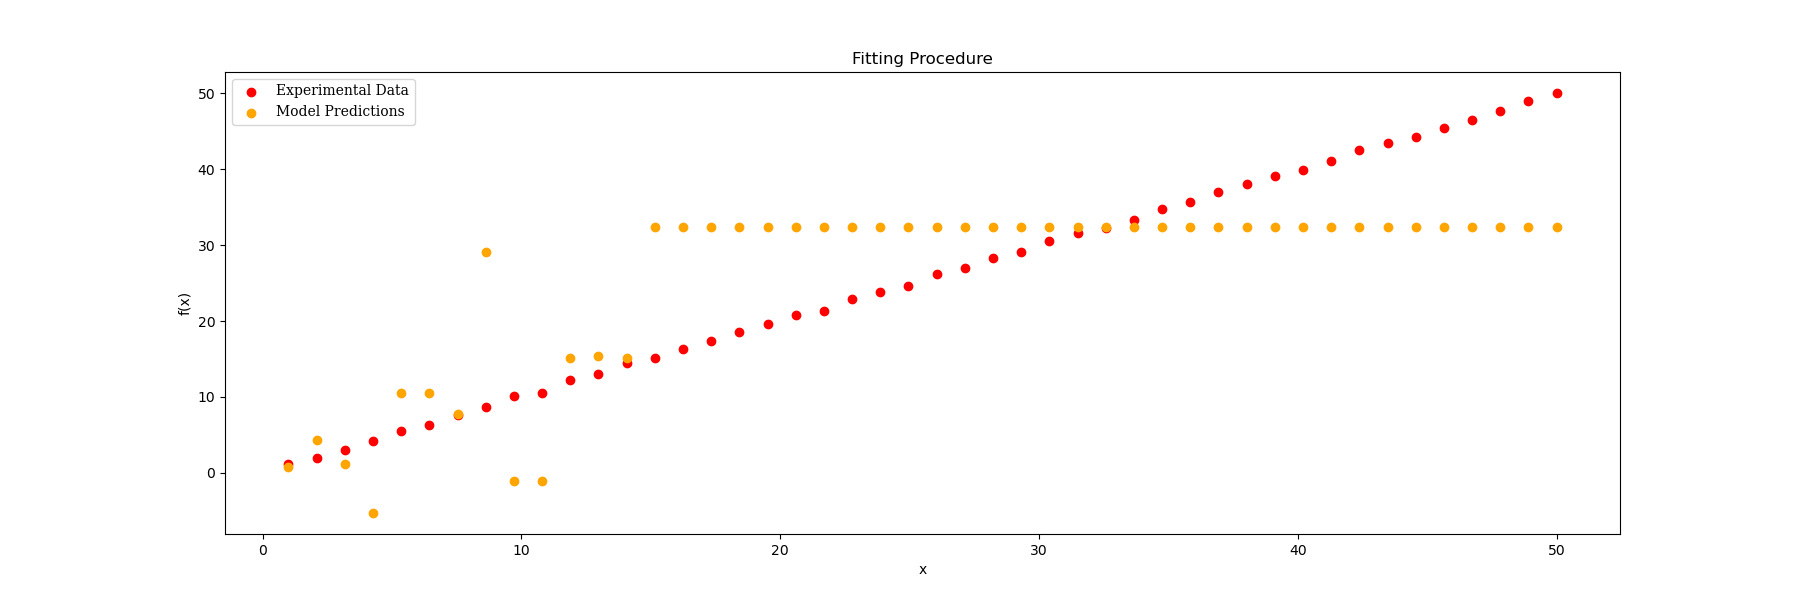 Fitting Procedure
Experimental Data
Model Predictions
50
40
30
20
10
0
f(x)
0 10 20 30 40 50
x